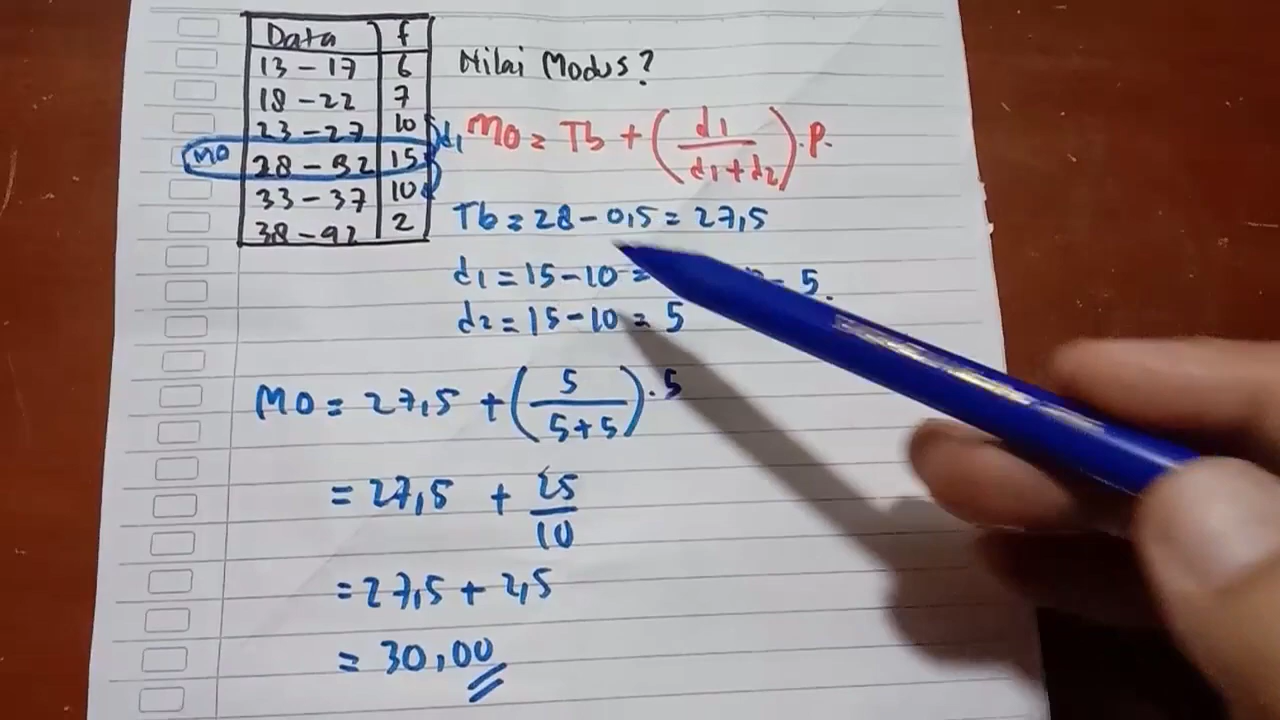 Data f
13 - 17 6
18 - 22 7
23 - 27 10
Mo 28 - 32 15
33 - 37 10
38 - 42 2
d1
Nilai Modus?
Mo = Tb + (d1 / d1 + d2) . P.
Tb = 28 - 0,5 = 27,5
d1 = 15 - 10 = 5.
d2 = 15 - 10 = 5
Mo = 27,5 + (5 / 5 + 5) . 5
= 27,5 + 25 / 10
= 27,5 + 2,5
= 30,00